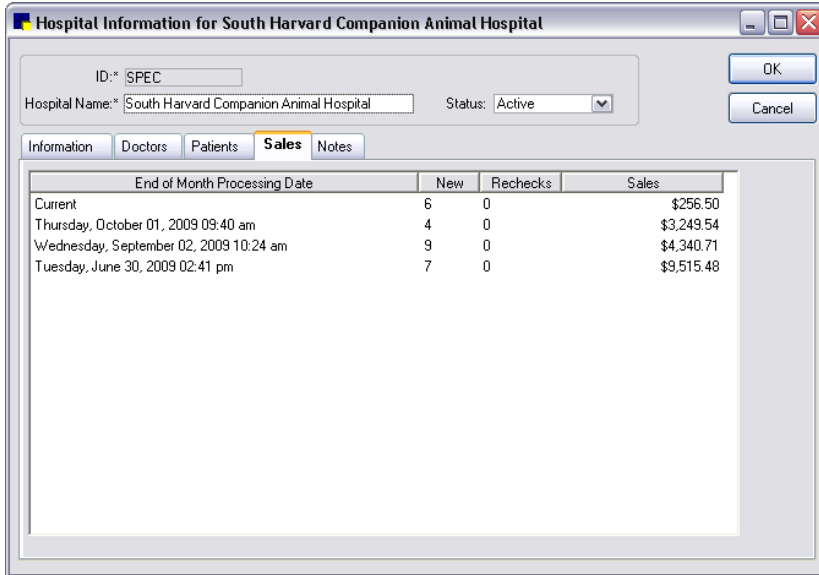 Hospital Information for South Harvard Companion Animal Hospital
ID:* SPEC
OK
Hospital Name:* South Harvard Companion Animal Hospital Status: Active
Cancel
Information Doctors Patients Sales Notes
End of Month Processing Date New Rechecks Sales
Current 6 0 $256.50
Thursday, October 01, 2009 09:40 am 4 0 $3,249.54
Wednesday, September 02, 2009 10:24 am 9 0 $4,340.71
Tuesday, June 30, 2009 02:41 pm 7 0 $9,515.48